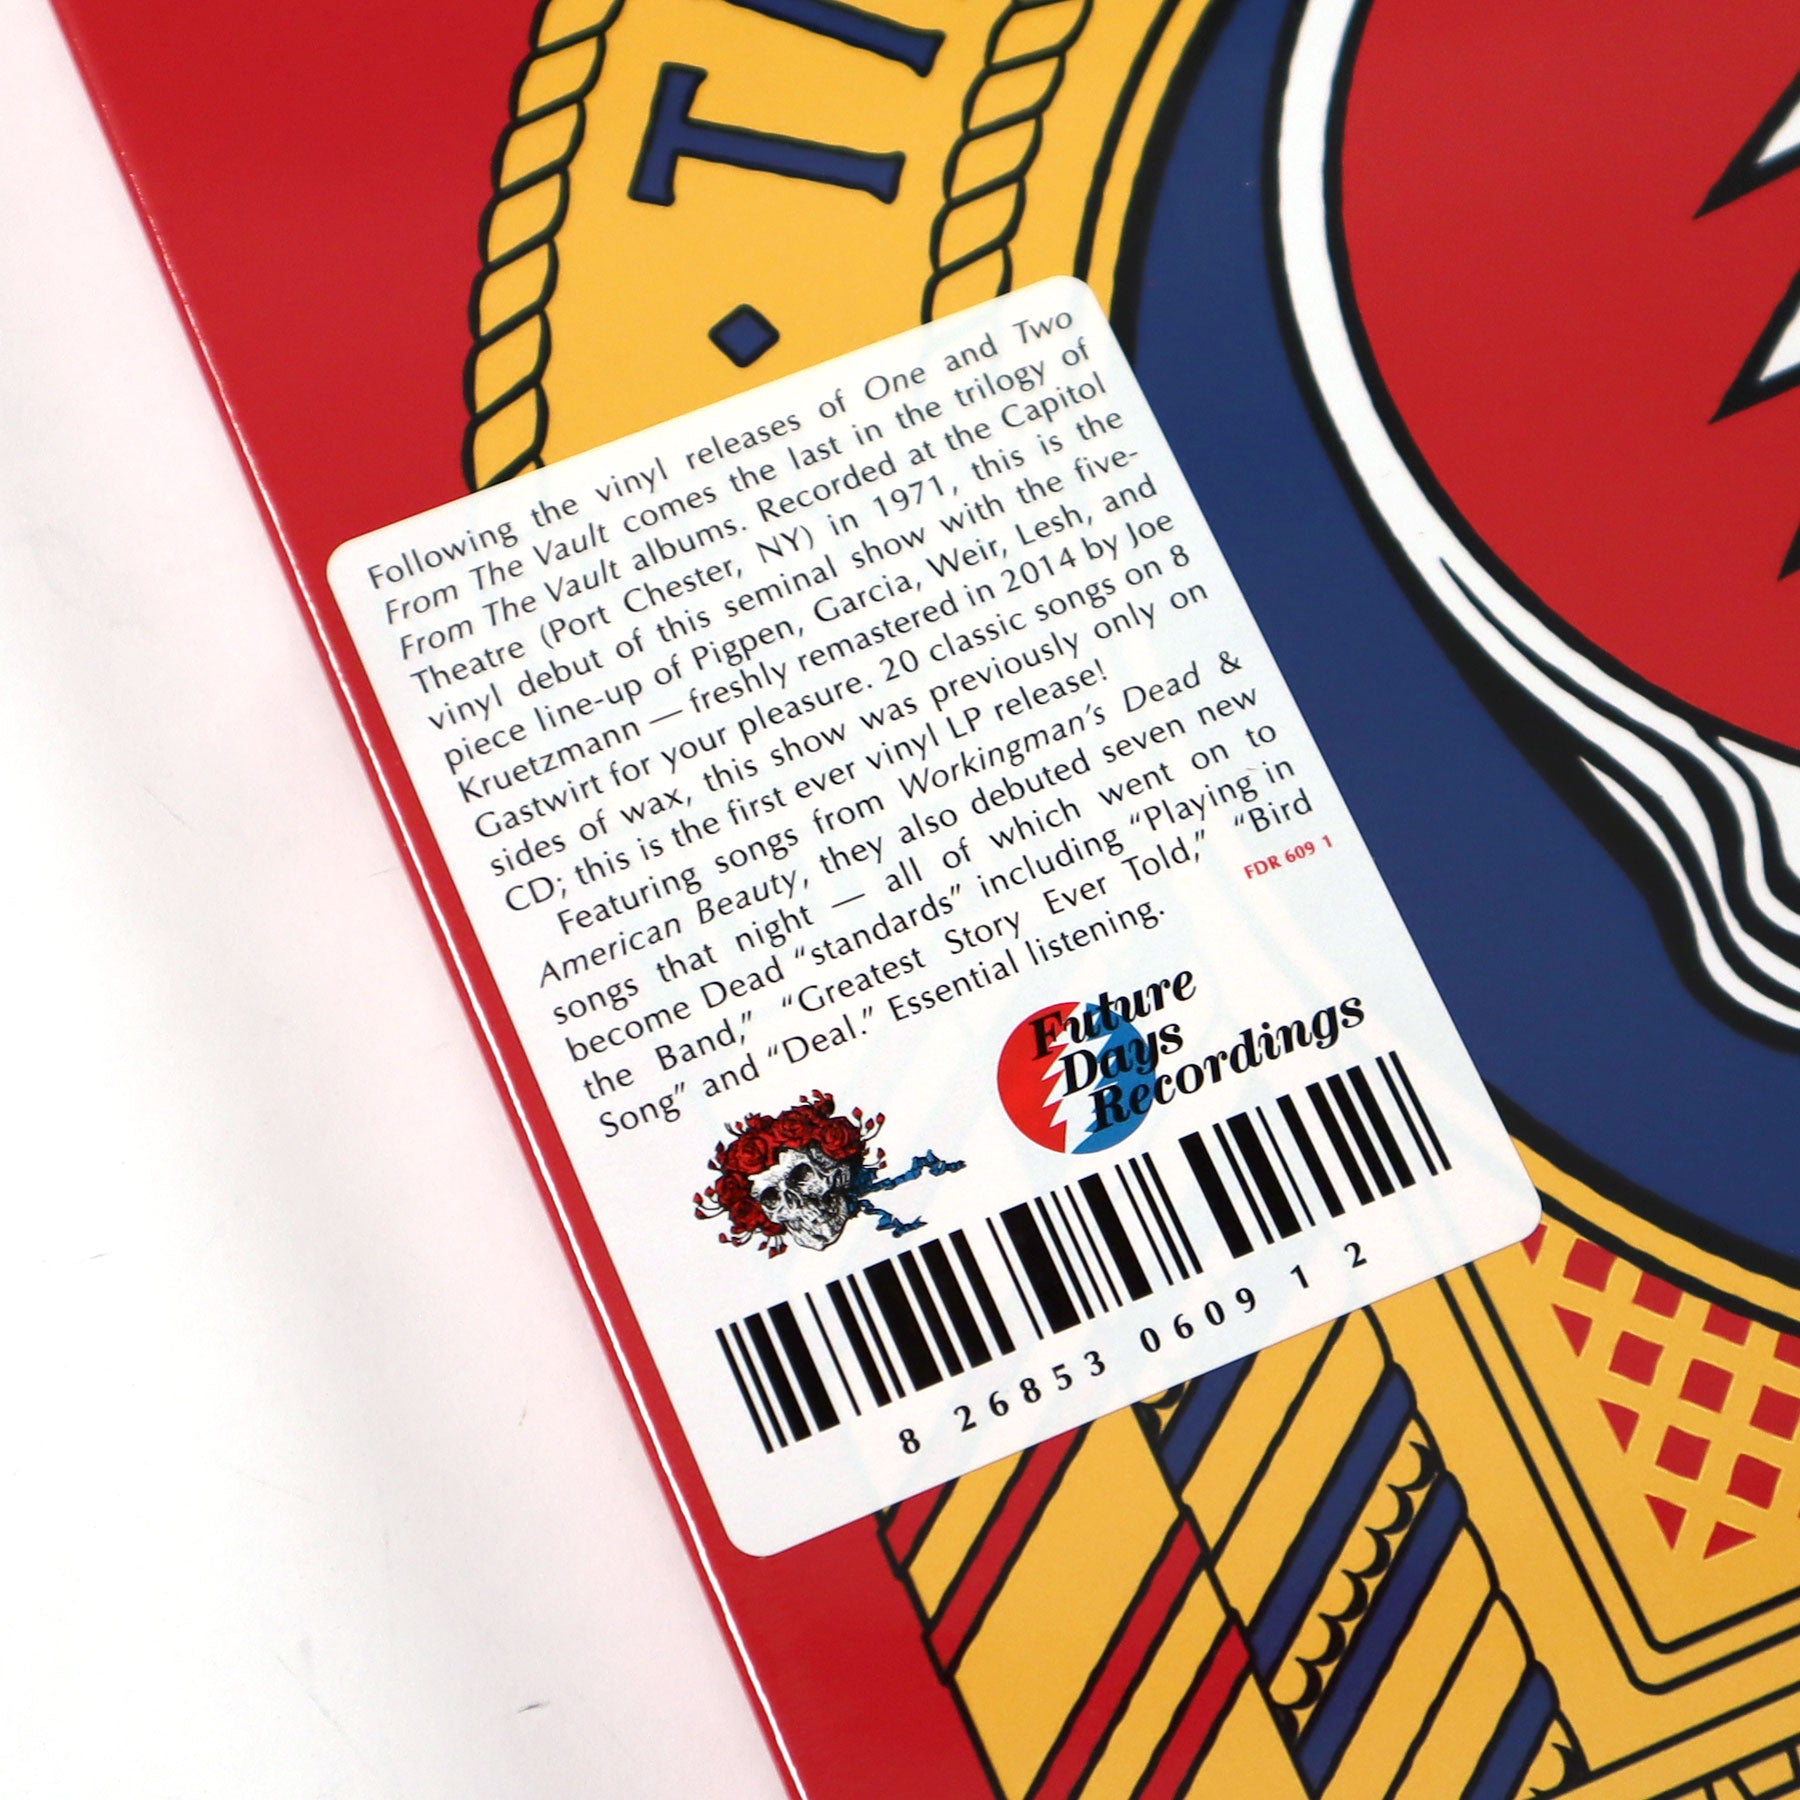 T
Following the vinyl releases of One and Two
From The Vault comes the last in the trilogy of
From The Vault albums. Recorded at the Capitol
Theatre (Port Chester, NY) in 1971, this is the
vinyl debut of this seminal show with the five-
piece line-up of Pigpen, Garcia, Weir, Lesh, and
Kruetzmann — freshly remastered in 2014 by Joe
Gastwirt for your pleasure. 20 classic songs on 8
sides of wax, this show was previously only on
CD; this is the first ever vinyl LP release!
Featuring songs from Workingman's Dead &
American Beauty, they also debuted seven new
songs that night — all of which went on to
become Dead "standards" including "Playing in
the Band," "Greatest Story Ever Told," "Bird
Song" and "Deal." Essential listening.
FDR 609 1
Future
Days
Recordings
8 26853 0609 1 2